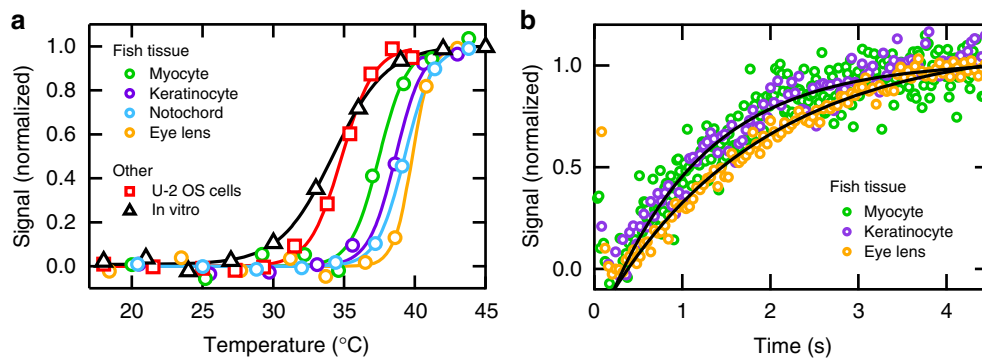 a
Signal (normalized)
1.0
0.8
0.6
0.4
0.2
0.0
Fish tissue
Myocyte
Keratinocyte
Notochord
Eye lens
Other
U-2 OS cells
In vitro
20 25 30 35 40 45
Temperature (°C)
b
Signal (normalized)
1.0
0.5
0.0
Fish tissue
Myocyte
Keratinocyte
Eye lens
0 1 2 3 4
Time (s)